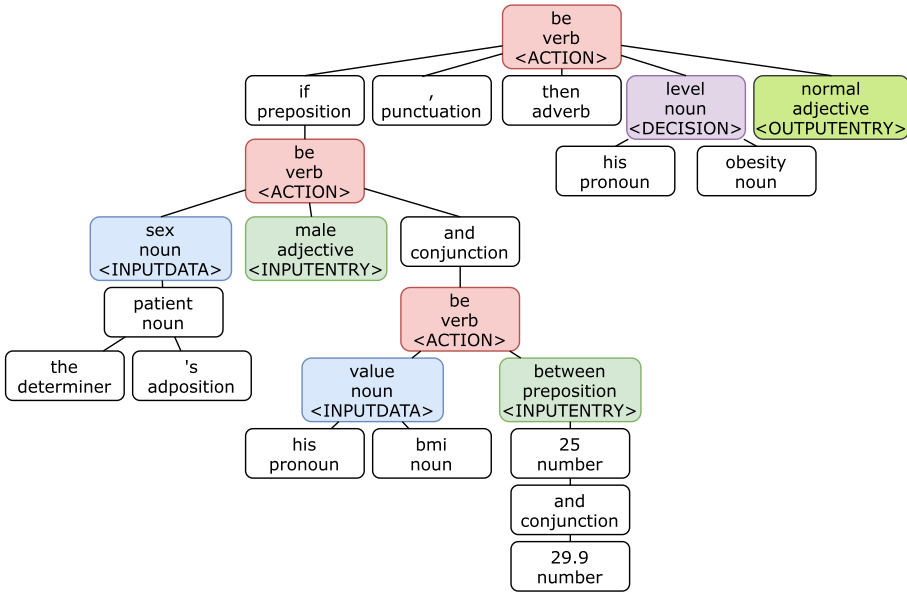 be
verb
<ACTION>
if
preposition
,
punctuation
then
adverb
level
noun
<DECISION>
normal
adjective
<OUTPUTENTRY>
be
verb
<ACTION>
his
pronoun
obesity
noun
sex
noun
<INPUTDATA>
male
adjective
<INPUTENTRY>
and
conjunction
patient
noun
be
verb
<ACTION>
the
determiner
's
adposition
value
noun
<INPUTDATA>
between
preposition
<INPUTENTRY>
his
pronoun
bmi
noun
25
number
and
conjunction
29.9
number